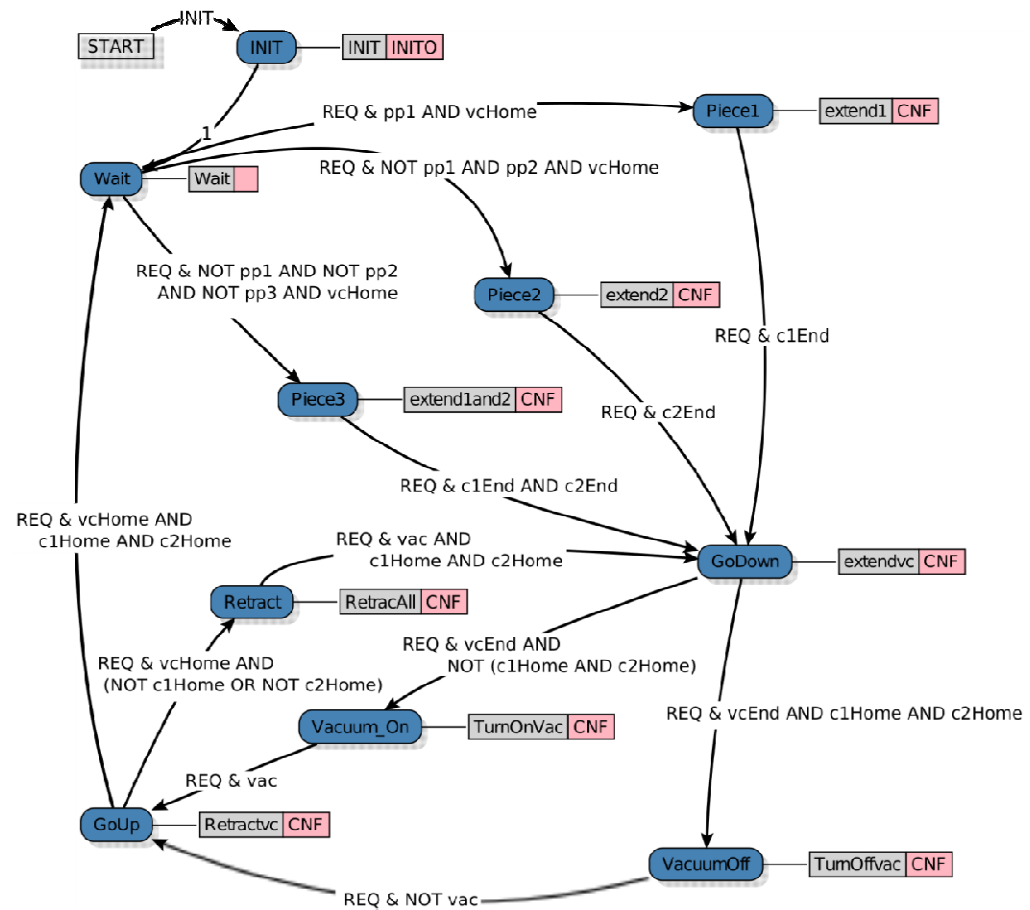 INIT
START
INIT
INIT INITO
REQ & pp1 AND vcHome
Piece1
extend1 CNF
1
Wait
Wait
REQ & NOT pp1 AND pp2 AND vcHome
REQ & NOT pp1 AND NOT pp2
AND NOT pp3 AND vcHome
Piece2
extend2 CNF
REQ & c1End
Piece3
extend1and2 CNF
REQ & c2End
REQ & c1End AND c2End
REQ & vcHome AND
c1Home AND c2Home
REQ & vac AND
c1Home AND c2Home
GoDown
extendvc CNF
Retract
RetracAll CNF
REQ & vcEnd AND
NOT (c1Home AND c2Home)
REQ & vcHome AND
(NOT c1Home OR NOT c2Home)
REQ & vcEnd AND c1Home AND c2Home
Vacuum_On
TurnOnVac CNF
REQ & vac
GoUp
Retractvc CNF
VacuumOff
TurnOffvac CNF
REQ & NOT vac